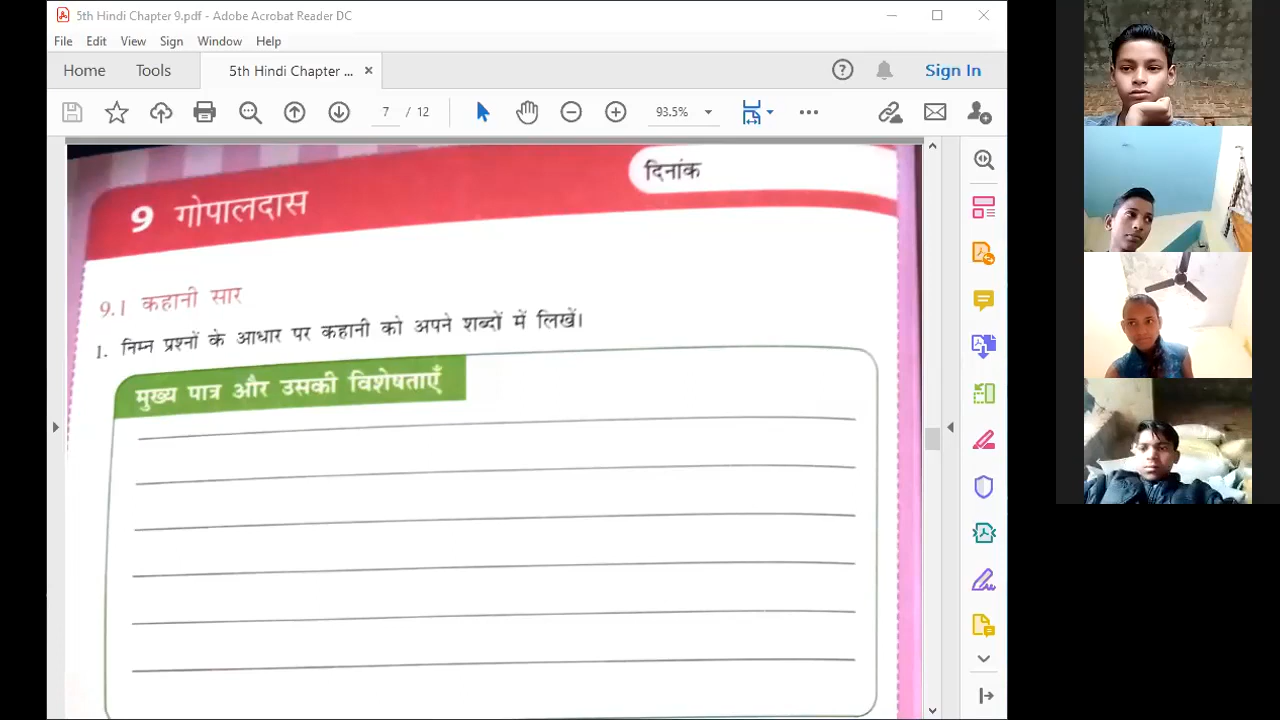 5th Hindi Chapter 9.pdf - Adobe Acrobat Reader DC
File Edit View Sign Window Help
Home Tools 5th Hindi Chapter ... × Sign In
7 / 12 93.5%
दिनांक
9 गोपालदास
9.1 कहानी सार
1. निम्न प्रश्नों के आधार पर कहानी को अपने शब्दों में लिखें।
मुख्य पात्र और उसकी विशेषताएँ